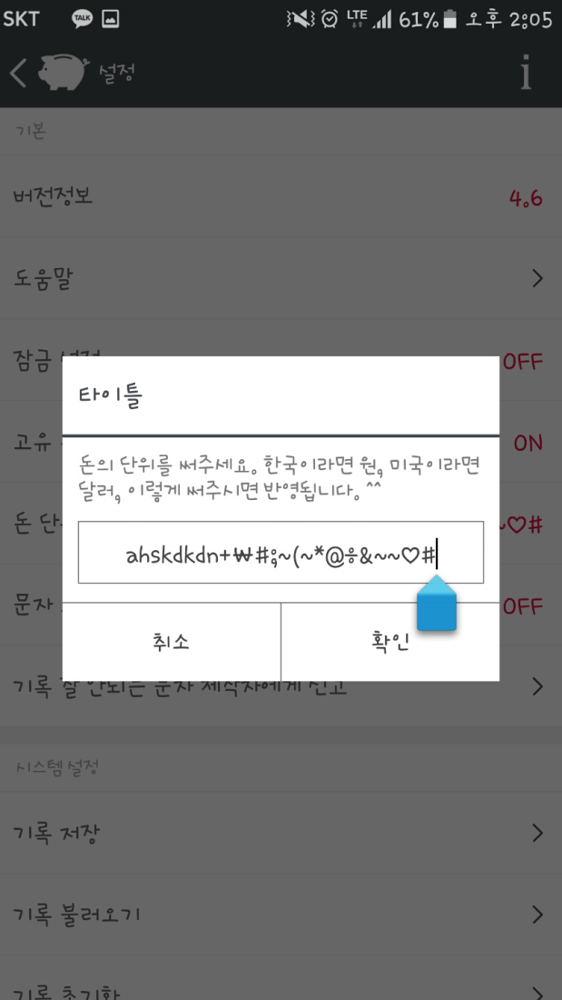 SKT TALK LTE 61% 오후 2:05
설정 i
기본
버전정보 4.6
도움말
잠금 OFF
고유 ON
돈 ~♡#
문자 OFF
타이틀
돈의 단위를 써주세요. 한국이라면 원, 미국이라면
달러, 이렇게 써주시면 반영됩니다. ^^
ahskdkdn+₩#;~(~*@÷&~~♡#
취소 확인
기록 잘 안되는 문자 제작자에게 신고
시스템 설정
기록 저장
기록 불러오기
기록 초기화